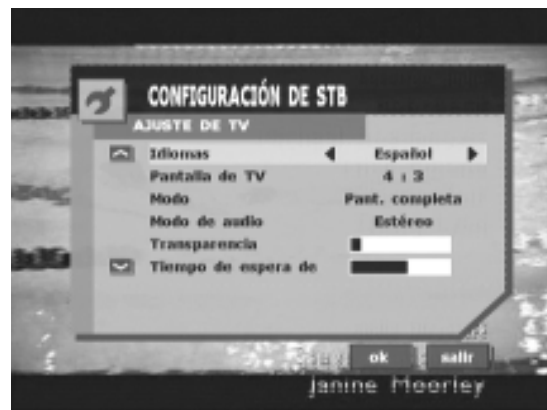 CONFIGURACIÓN DE STB
AJUSTE DE TV
Idiomas Español
Pantalla de TV 4 : 3
Modo Pant. completa
Modo de audio Estéreo
Transparencia
Tiempo de espera de
ok salir
Janine